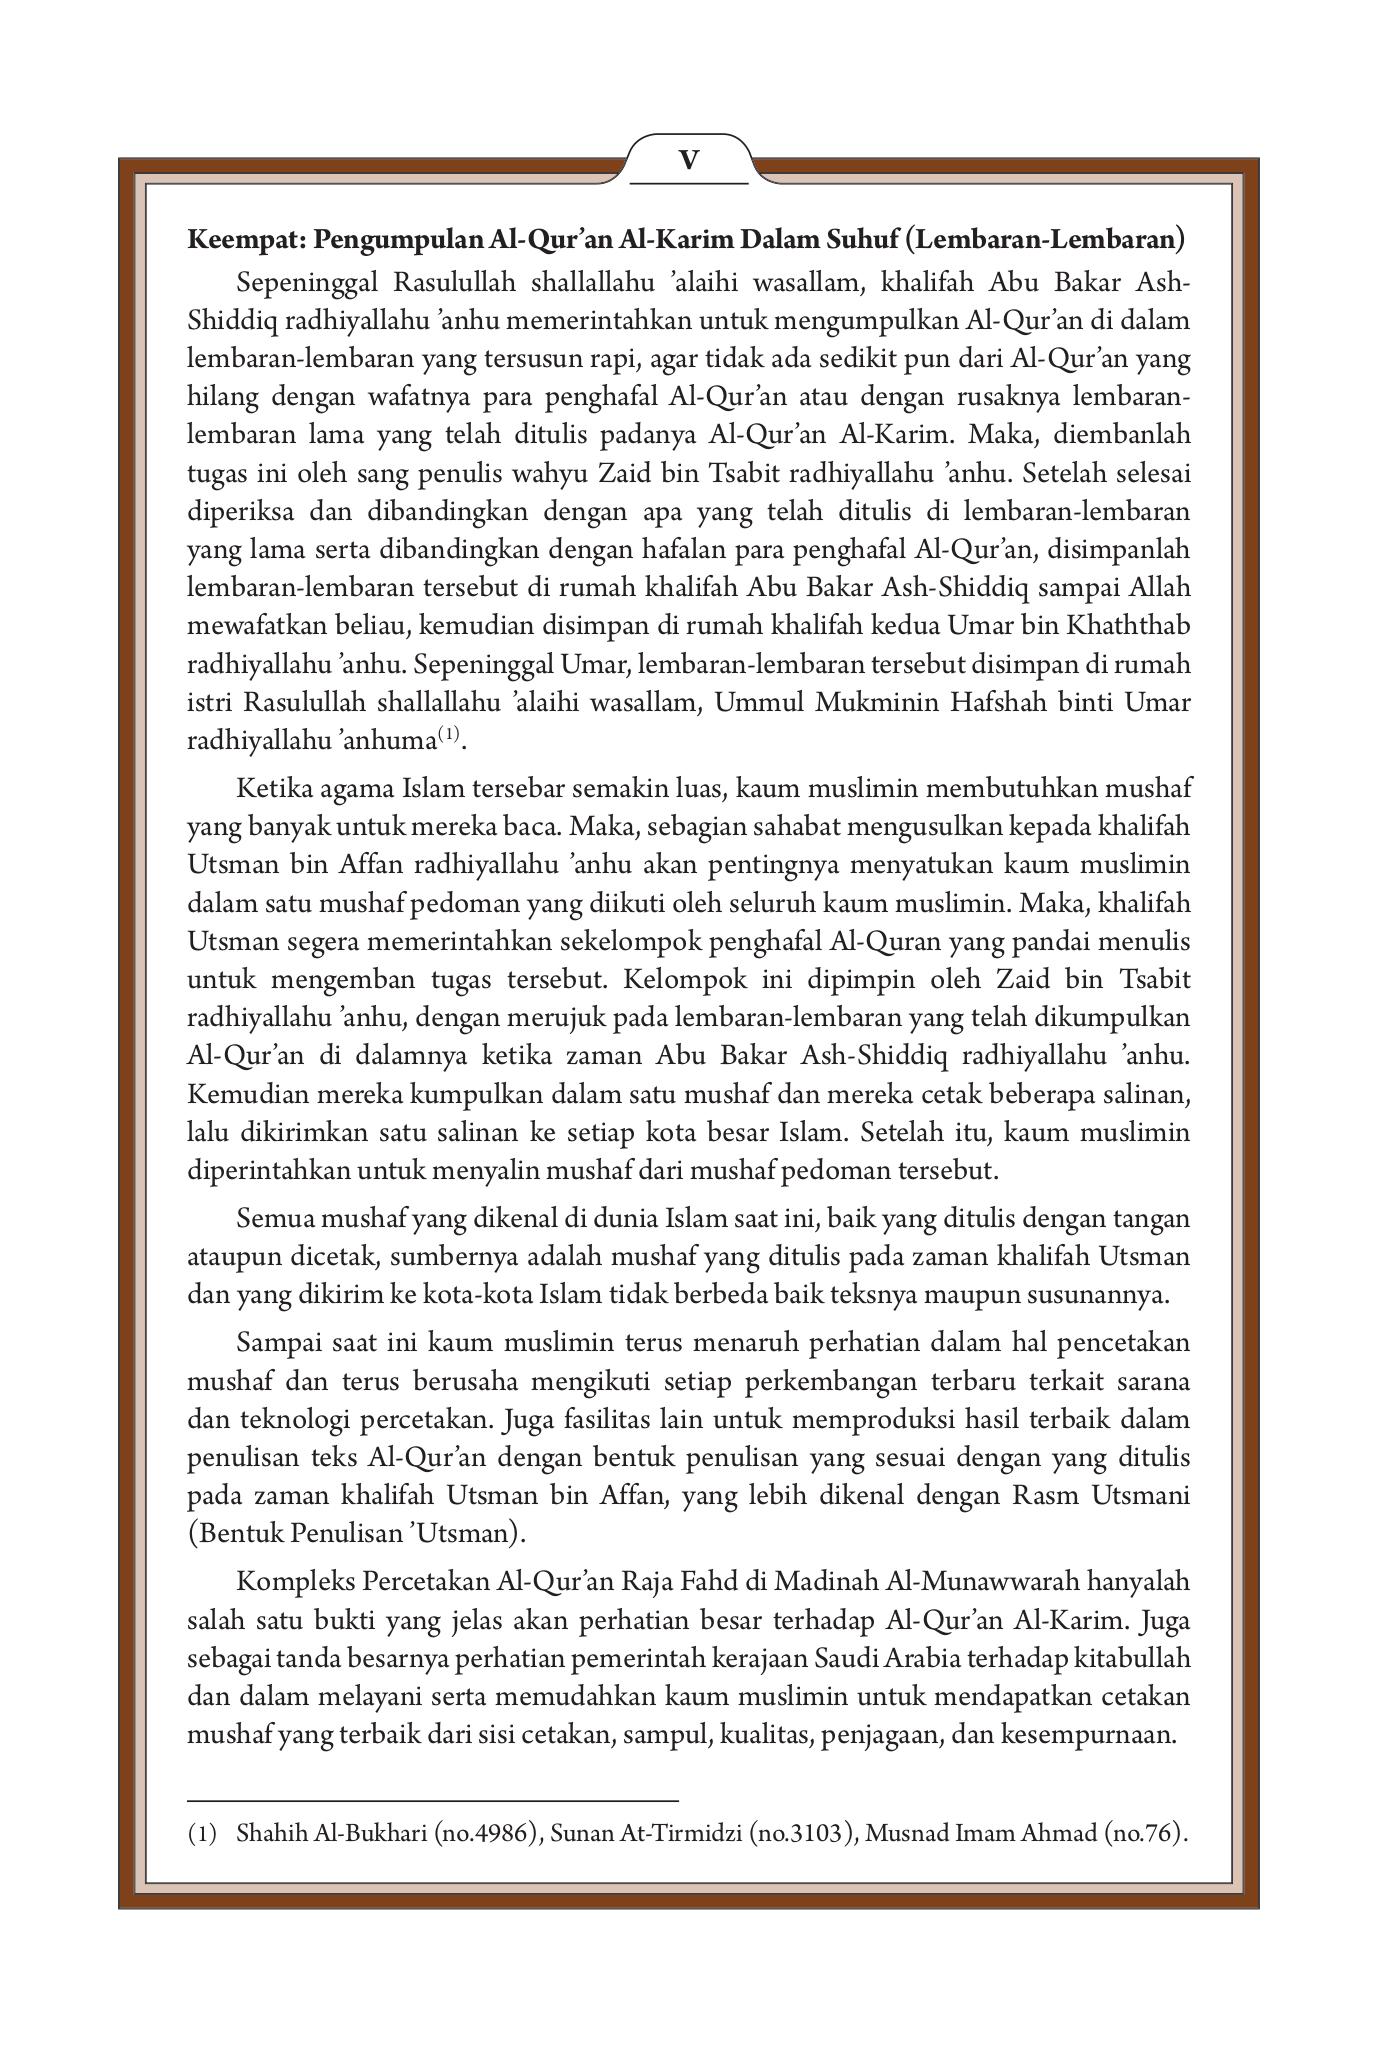 V
Keempat: Pengumpulan Al-Qur’an Al-Karim Dalam Suhuf (Lembaran-Lembaran)
Sepeninggal Rasulullah shallallahu ’alaihi wasallam, khalifah Abu Bakar Ash-
Shiddiq radhiyallahu ’anhu memerintahkan untuk mengumpulkan Al-Qur’an di dalam
lembaran-lembaran yang tersusun rapi, agar tidak ada sedikit pun dari Al-Qur’an yang
hilang dengan wafatnya para penghafal Al-Qur’an atau dengan rusaknya lembaran-
lembaran lama yang telah ditulis padanya Al-Qur’an Al-Karim. Maka, diembanlah
tugas ini oleh sang penulis wahyu Zaid bin Tsabit radhiyallahu ’anhu. Setelah selesai
diperiksa dan dibandingkan dengan apa yang telah ditulis di lembaran-lembaran
yang lama serta dibandingkan dengan hafalan para penghafal Al-Qur’an, disimpanlah
lembaran-lembaran tersebut di rumah khalifah Abu Bakar Ash-Shiddiq sampai Allah
mewafatkan beliau, kemudian disimpan di rumah khalifah kedua Umar bin Khaththab
radhiyallahu ’anhu. Sepeninggal Umar, lembaran-lembaran tersebut disimpan di rumah
istri Rasulullah shallallahu ’alaihi wasallam, Ummul Mukminin Hafshah binti Umar
radhiyallahu ’anhuma(1).
Ketika agama Islam tersebar semakin luas, kaum muslimin membutuhkan mushaf
yang banyak untuk mereka baca. Maka, sebagian sahabat mengusulkan kepada khalifah
Utsman bin Affan radhiyallahu ’anhu akan pentingnya menyatukan kaum muslimin
dalam satu mushaf pedoman yang diikuti oleh seluruh kaum muslimin. Maka, khalifah
Utsman segera memerintahkan sekelompok penghafal Al-Quran yang pandai menulis
untuk mengemban tugas tersebut. Kelompok ini dipimpin oleh Zaid bin Tsabit
radhiyallahu ’anhu, dengan merujuk pada lembaran-lembaran yang telah dikumpulkan
Al-Qur’an di dalamnya ketika zaman Abu Bakar Ash-Shiddiq radhiyallahu ’anhu.
Kemudian mereka kumpulkan dalam satu mushaf dan mereka cetak beberapa salinan,
lalu dikirimkan satu salinan ke setiap kota besar Islam. Setelah itu, kaum muslimin
diperintahkan untuk menyalin mushaf dari mushaf pedoman tersebut.
Semua mushaf yang dikenal di dunia Islam saat ini, baik yang ditulis dengan tangan
ataupun dicetak, sumbernya adalah mushaf yang ditulis pada zaman khalifah Utsman
dan yang dikirim ke kota-kota Islam tidak berbeda baik teksnya maupun susunannya.
Sampai saat ini kaum muslimin terus menaruh perhatian dalam hal pencetakan
mushaf dan terus berusaha mengikuti setiap perkembangan terbaru terkait sarana
dan teknologi percetakan. Juga fasilitas lain untuk memproduksi hasil terbaik dalam
penulisan teks Al-Qur’an dengan bentuk penulisan yang sesuai dengan yang ditulis
pada zaman khalifah Utsman bin Affan, yang lebih dikenal dengan Rasm Utsmani
(Bentuk Penulisan ’Utsman).
Kompleks Percetakan Al-Qur’an Raja Fahd di Madinah Al-Munawwarah hanyalah
salah satu bukti yang jelas akan perhatian besar terhadap Al-Qur’an Al-Karim. Juga
sebagai tanda besarnya perhatian pemerintah kerajaan Saudi Arabia terhadap kitabullah
dan dalam melayani serta memudahkan kaum muslimin untuk mendapatkan cetakan
mushaf yang terbaik dari sisi cetakan, sampul, kualitas, penjagaan, dan kesempurnaan.
(1) Shahih Al-Bukhari (no.4986), Sunan At-Tirmidzi (no.3103), Musnad Imam Ahmad (no.76).